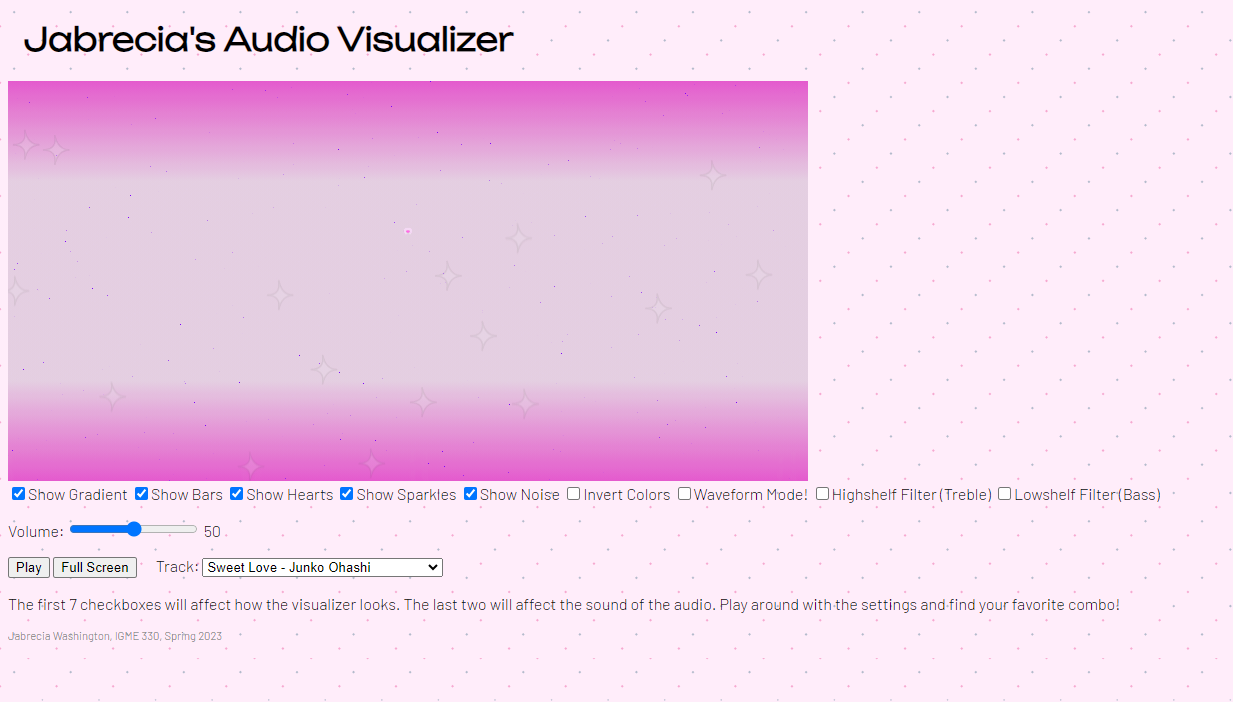 Jabrecia's Audio Visualizer
Show Gradient Show Bars Show Hearts Show Sparkles Show Noise Invert Colors Waveform Mode! Highshelf Filter (Treble) Lowshelf Filter(Bass)
Volume: 50
Play Full Screen Track: Sweet Love - Junko Ohashi
The first 7 checkboxes will affect how the visualizer looks. The last two will affect the sound of the audio. Play around with the settings and find your favorite combo!
Jabrecia Washington, IGME 330, Spring 2023